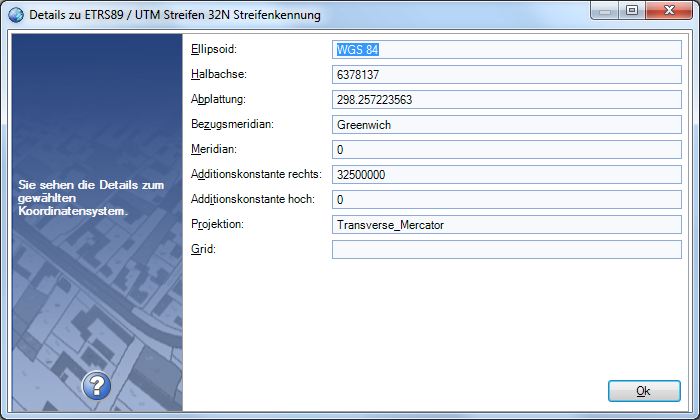 Details zu ETRS89 / UTM Streifen 32N Streifenkennung
Sie sehen die Details zum
gewählten
Koordinatensystem.
Ellipsoid: WGS 84
Halbachse: 6378137
Abplattung: 298.257223563
Bezugsmeridian: Greenwich
Meridian: 0
Additionskonstante rechts: 32500000
Additionskonstante hoch: 0
Projektion: Transverse_Mercator
Grid:
?
Ok